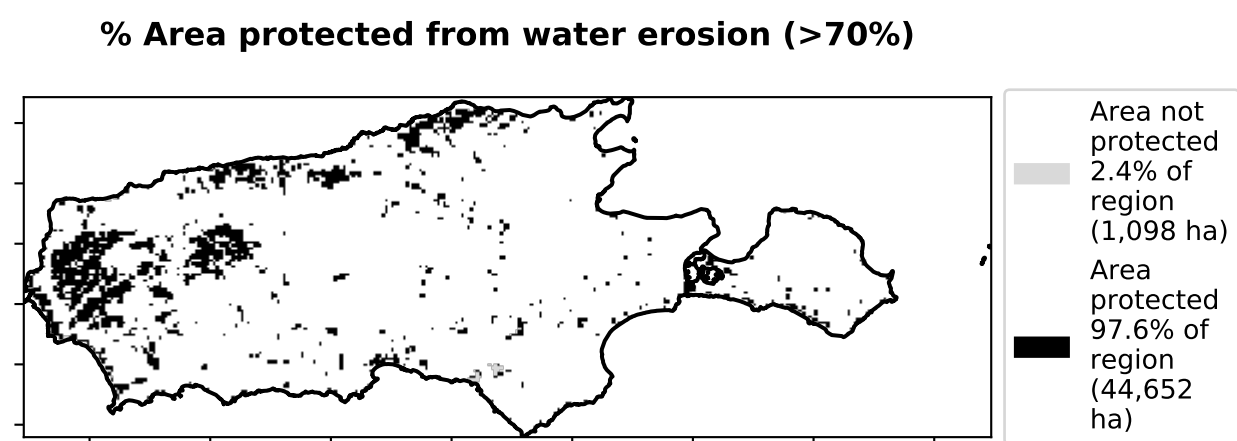 % Area protected from water erosion (>70%)
Area not
protected
2.4% of
region
(1,098 ha)
Area
protected
97.6% of
region
(44,652
ha)